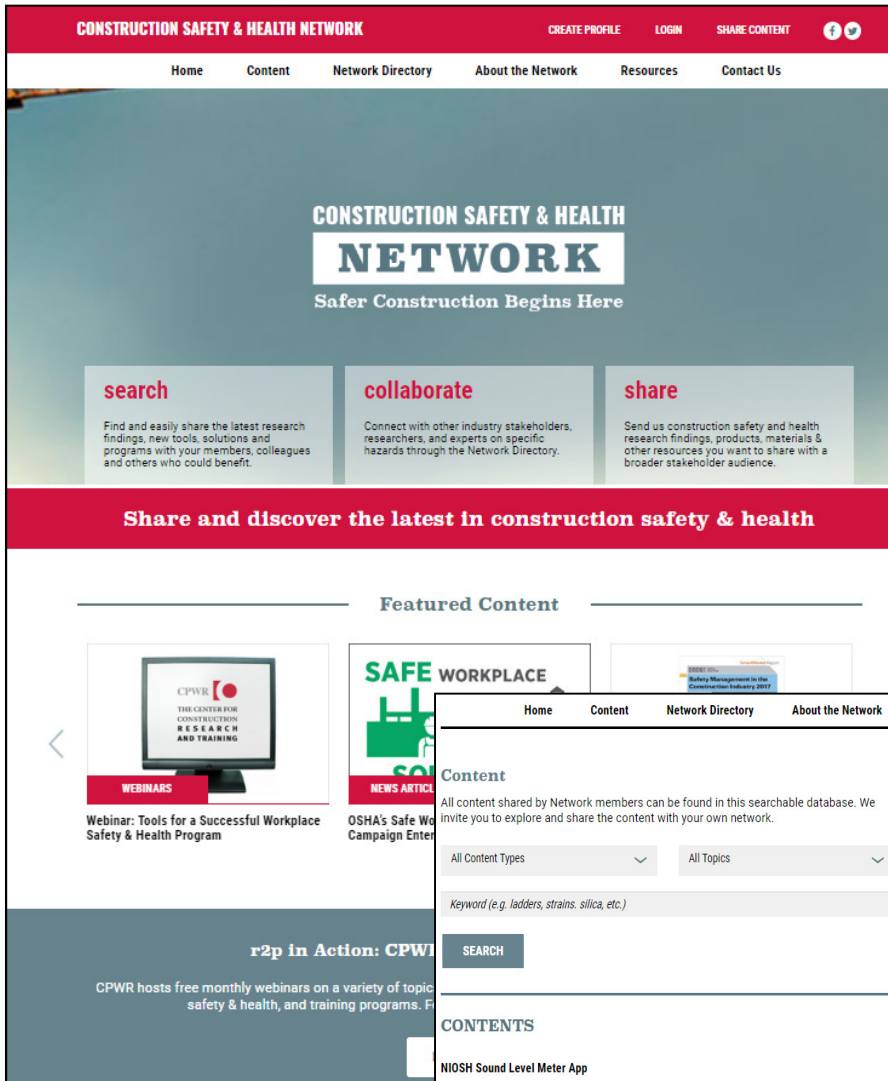 CONSTRUCTION SAFETY & HEALTH NETWORK
CREATE PROFILE
LOGIN
SHARE CONTENT
Home
Content
Network Directory
About the Network
Resources
Contact Us
CONSTRUCTION SAFETY & HEALTH
NETWORK
Safer Construction Begins Here
search
Find and easily share the latest research
findings, new tools, solutions and
programs with your members, colleagues
and others who could benefit.
collaborate
Connect with other industry stakeholders,
researchers, and experts on specific
hazards through the Network Directory.
share
Send us construction safety and health
research findings, products, materials &
other resources you want to share with a
broader stakeholder audience.
Share and discover the latest in construction safety & health
Featured Content
CPWR
THE CENTER FOR
CONSTRUCTION
RESEARCH
AND TRAINING
WEBINARS
Webinar: Tools for a Successful Workplace
Safety & Health Program
SAFE WORKPLACE
NEWS ARTICL
OSHA's Safe Wo
Campaign Enter
Safety Management in the
Construction Industry 2017
r2p in Action: CPW
CPWR hosts free monthly webinars on a variety of topic
safety & health, and training programs. F
Home
Content
Network Directory
About the Network
Content
All content shared by Network members can be found in this searchable database. We
invite you to explore and share the content with your own network.
All Content Types
All Topics
Keyword (e.g. ladders, strains. silica, etc.)
SEARCH
CONTENTS
NIOSH Sound Level Meter App